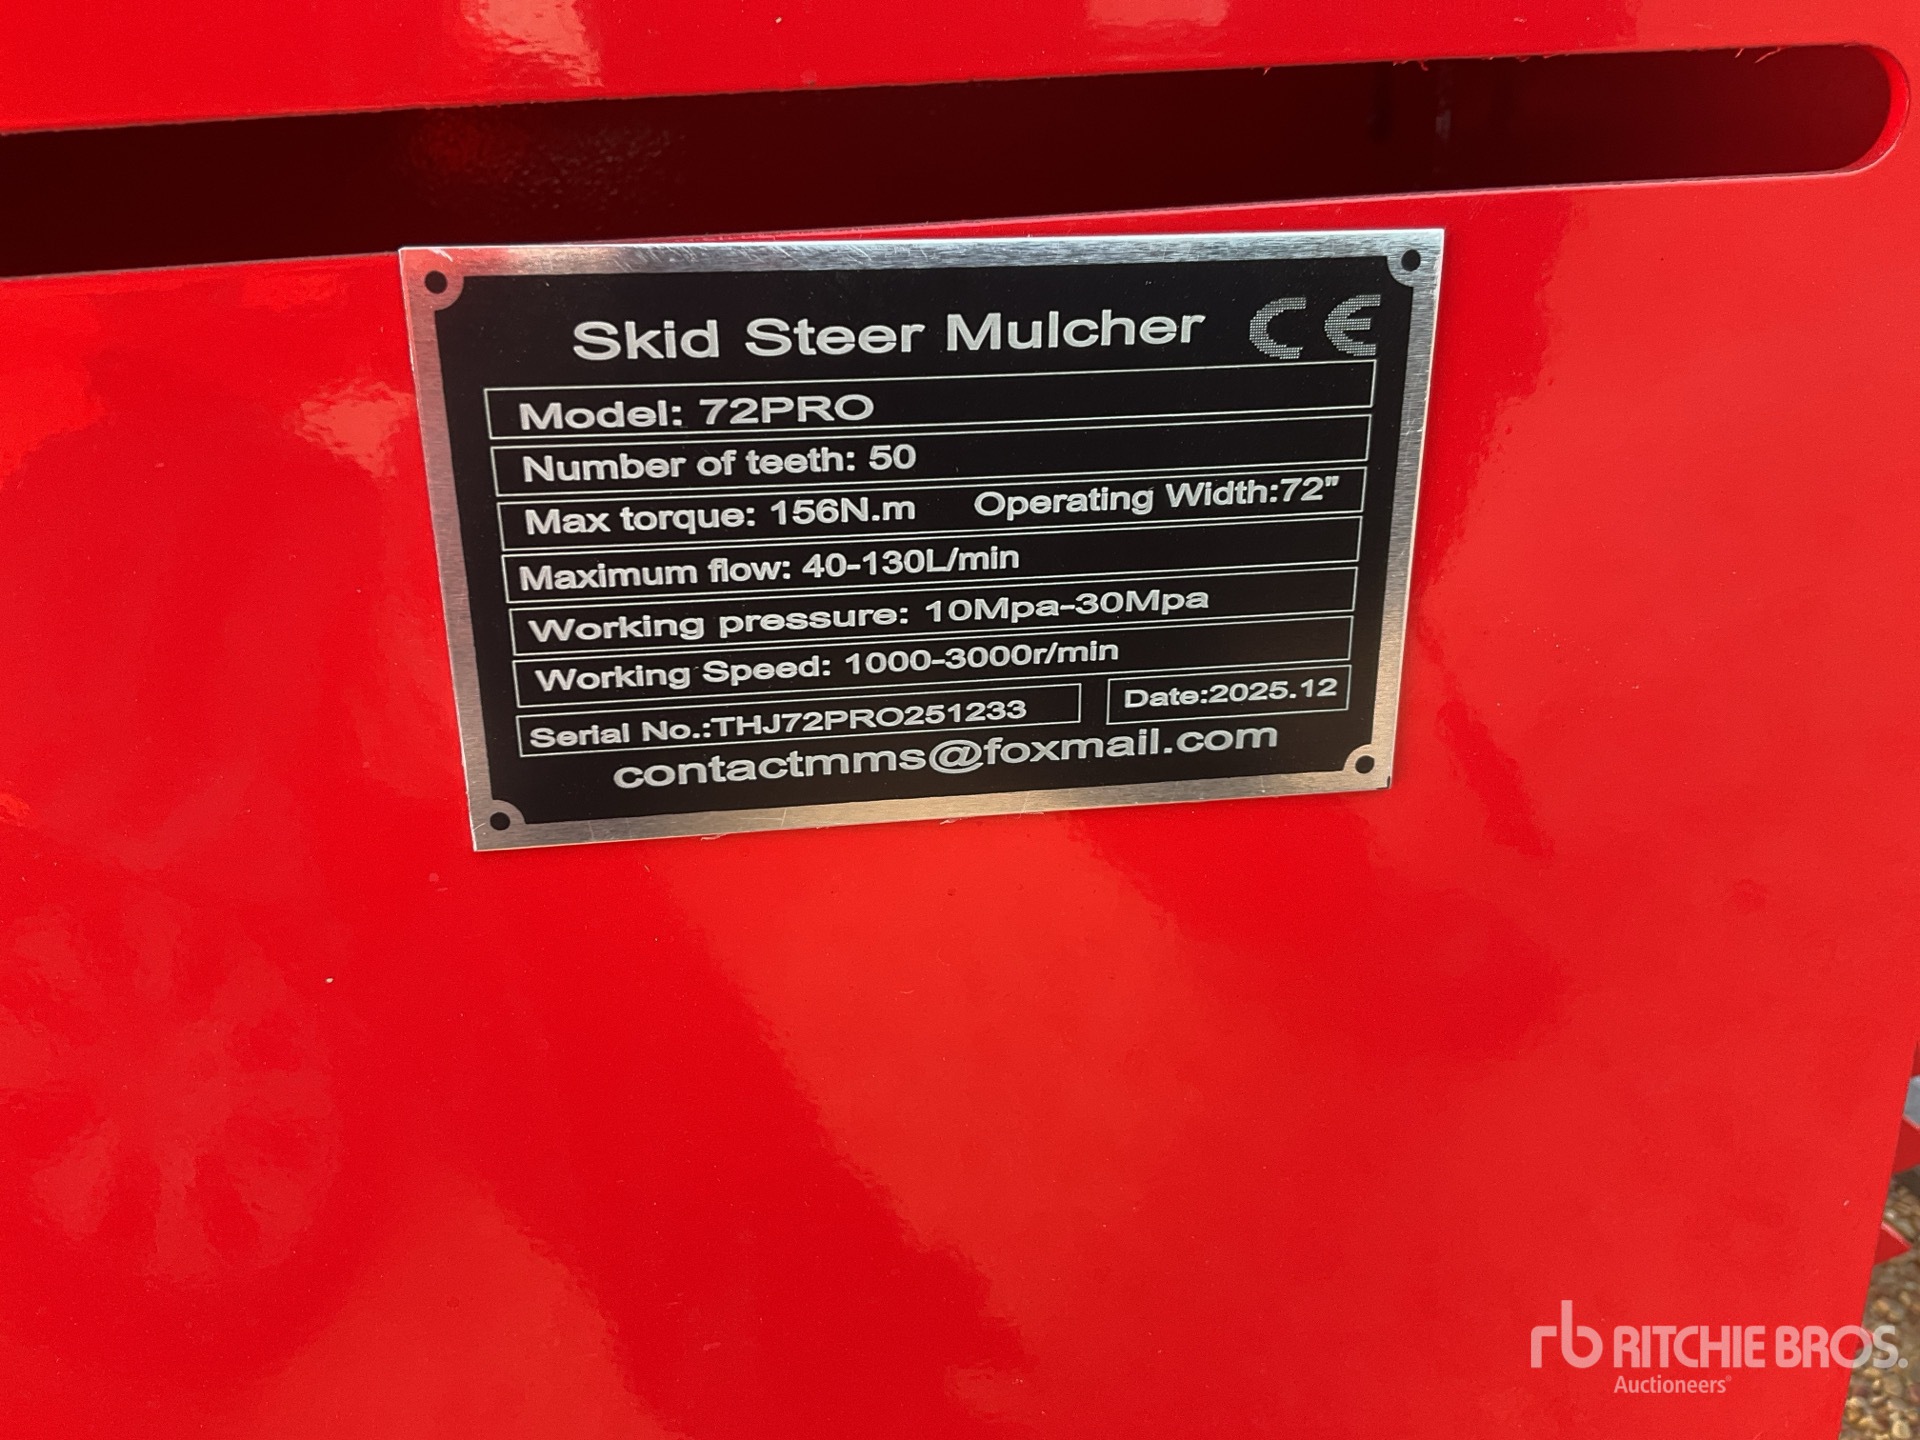 Skid Steer Mulcher CE
Model: 72PRO
Number of teeth: 50
Max torque: 156N.m Operating Width:72"
Maximum flow: 40-130L/min
Working pressure: 10Mpa-30Mpa
Working Speed: 1000-3000r/min
Serial No.:THJ72PRO251233 Date:2025.12
contactmms@foxmail.com
rb RITCHIE BROS.
Auctioneers®